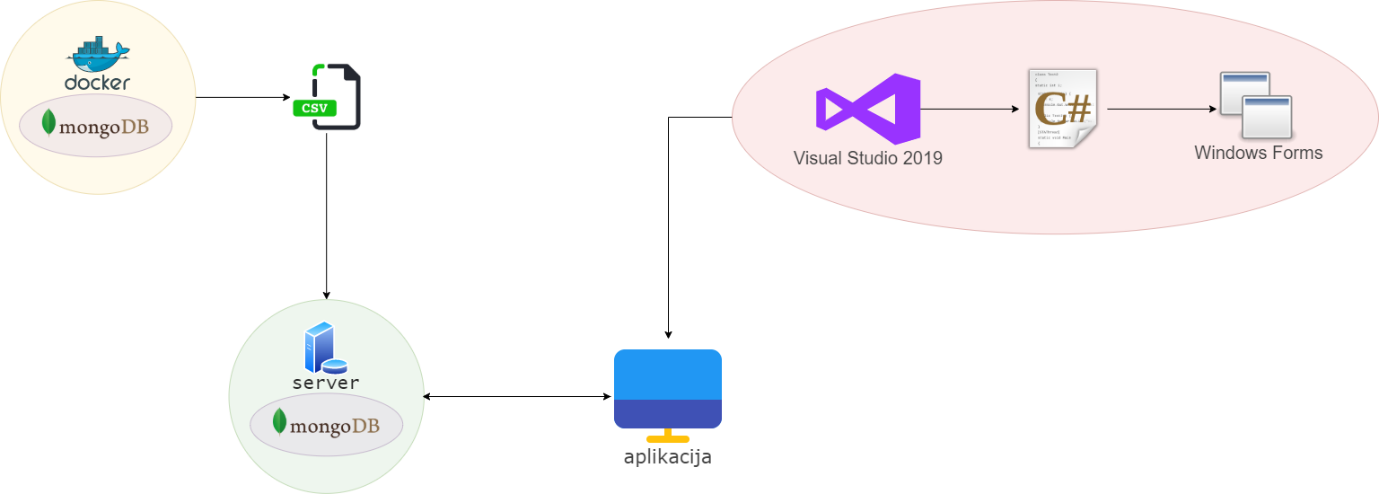 docker
mongoDB
CSV
Visual Studio 2019
C#
Windows Forms
server
mongoDB
aplikacija